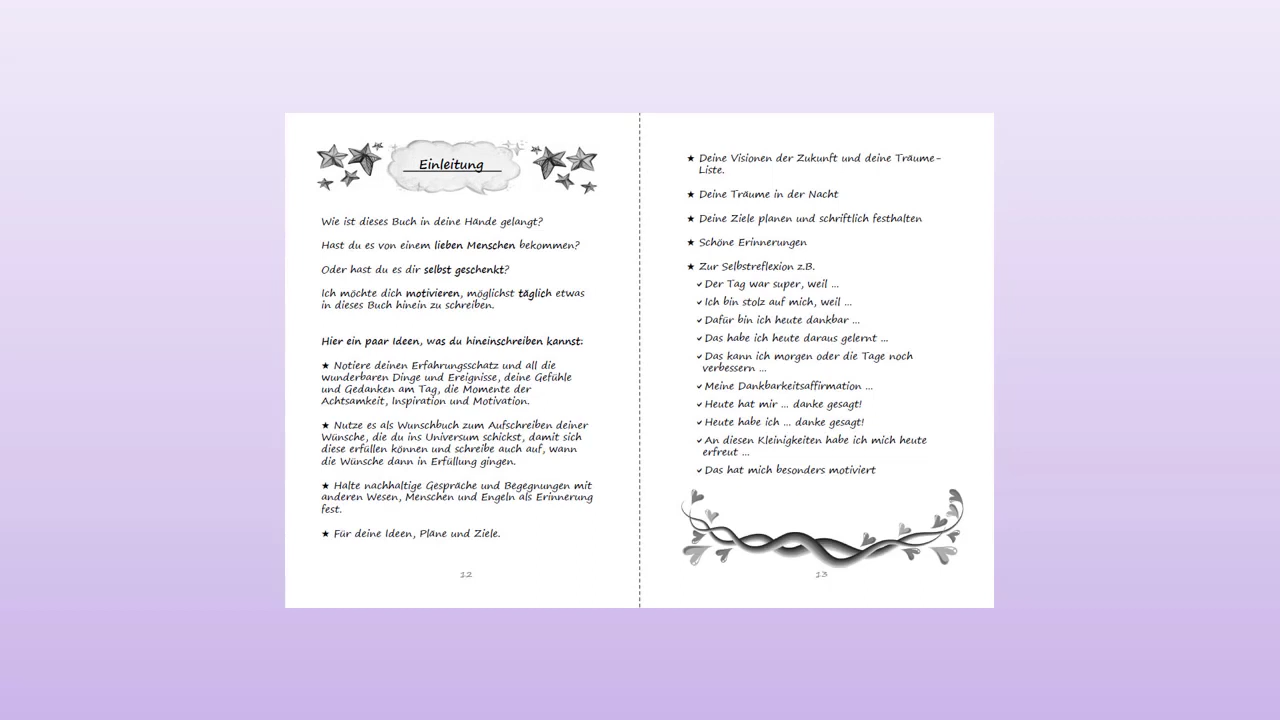 Einleitung
Wie ist dieses Buch in deine Hände gelangt?
Hast du es von einem lieben Menschen bekommen?
Oder hast du es dir selbst geschenkt?
Ich möchte dich motivieren, möglichst täglich etwas
in dieses Buch hinein zu schreiben.
Hier ein paar Ideen, was du hineinschreiben kannst:
★ Notiere deinen Erfahrungsschatz und all die
wunderbaren Dinge und Ereignisse, deine Gefühle
und Gedanken am Tag, die Momente der
Achtsamkeit, Inspiration und Motivation.
★ Nutze es als Wunschbuch zum Aufschreiben deiner
Wünsche, die du ins Universum schickst, damit sich
diese erfüllen können und schreibe auch auf, wann
die Wünsche dann in Erfüllung gingen.
★ Halte nachhaltige Gespräche und Begegnungen mit
anderen Wesen, Menschen und Engeln als Erinnerung
fest.
★ Für deine Ideen, Pläne und Ziele.
12
★ Deine Visionen der Zukunft und deine Träume-
Liste.
★ Deine Träume in der Nacht
★ Deine Ziele planen und schriftlich festhalten
★ Schöne Erinnerungen
★ Zur Selbstreflexion z.B.
✓ Der Tag war super, weil ...
✓ Ich bin stolz auf mich, weil ...
✓ Dafür bin ich heute dankbar ...
✓ Das habe ich heute daraus gelernt ...
✓ Das kann ich morgen oder die Tage noch
verbessern ...
✓ Meine Dankbarkeitsaffirmation ...
✓ Heute hat mir ... danke gesagt!
✓ Heute habe ich ... danke gesagt!
✓ An diesen Kleinigkeiten habe ich mich heute
erfreut ...
✓ Das hat mich besonders motiviert
13